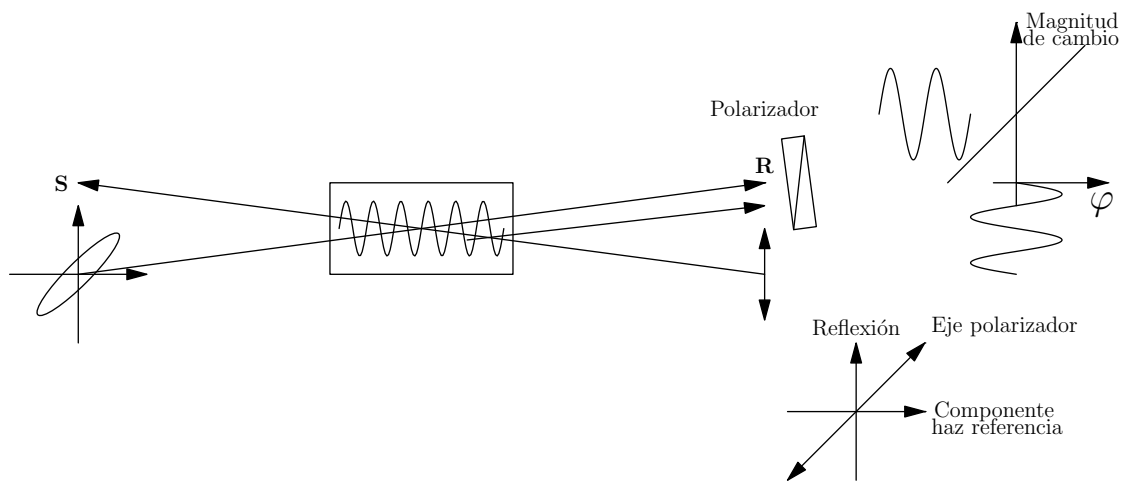 Magnitud
de cambio
Polarizador
R
S
φ
Reflexión
Eje polarizador
Componente
haz referencia